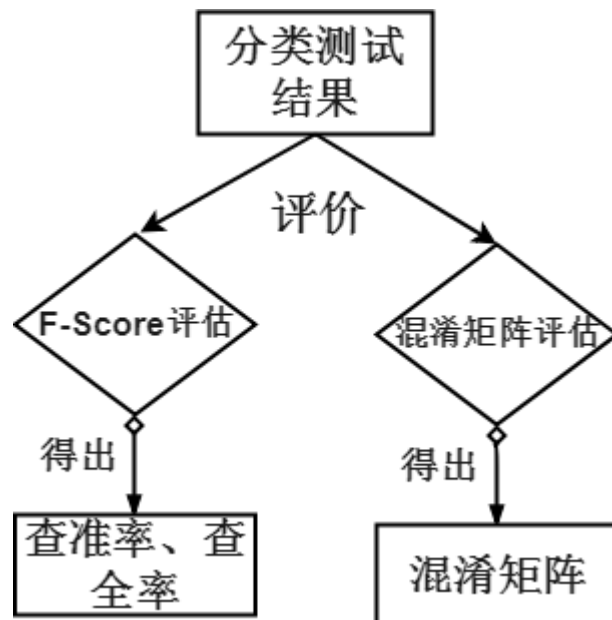 分类测试
结果
评价
F-Score评估
混淆矩阵评估
得出
得出
查准率、查
全率
混淆矩阵